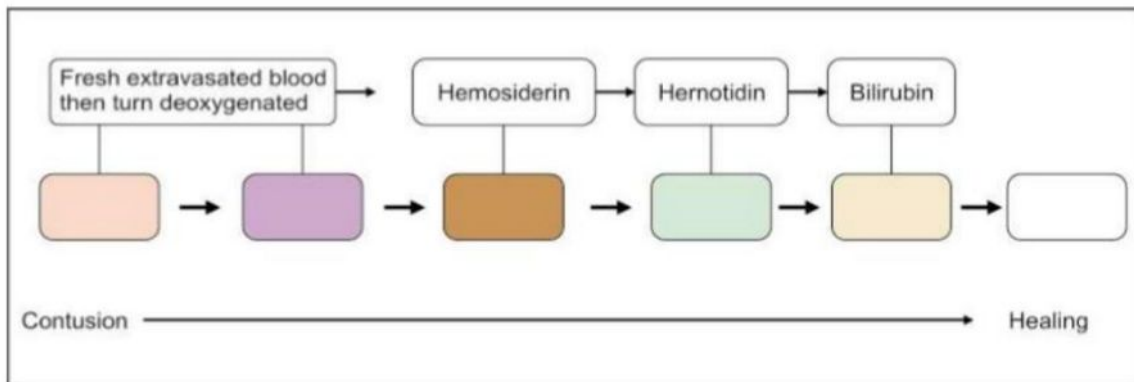 Fresh extravasated blood
then turn deoxygenated
Hemosiderin
Hernotidin
Bilirubin
Contusion
Healing